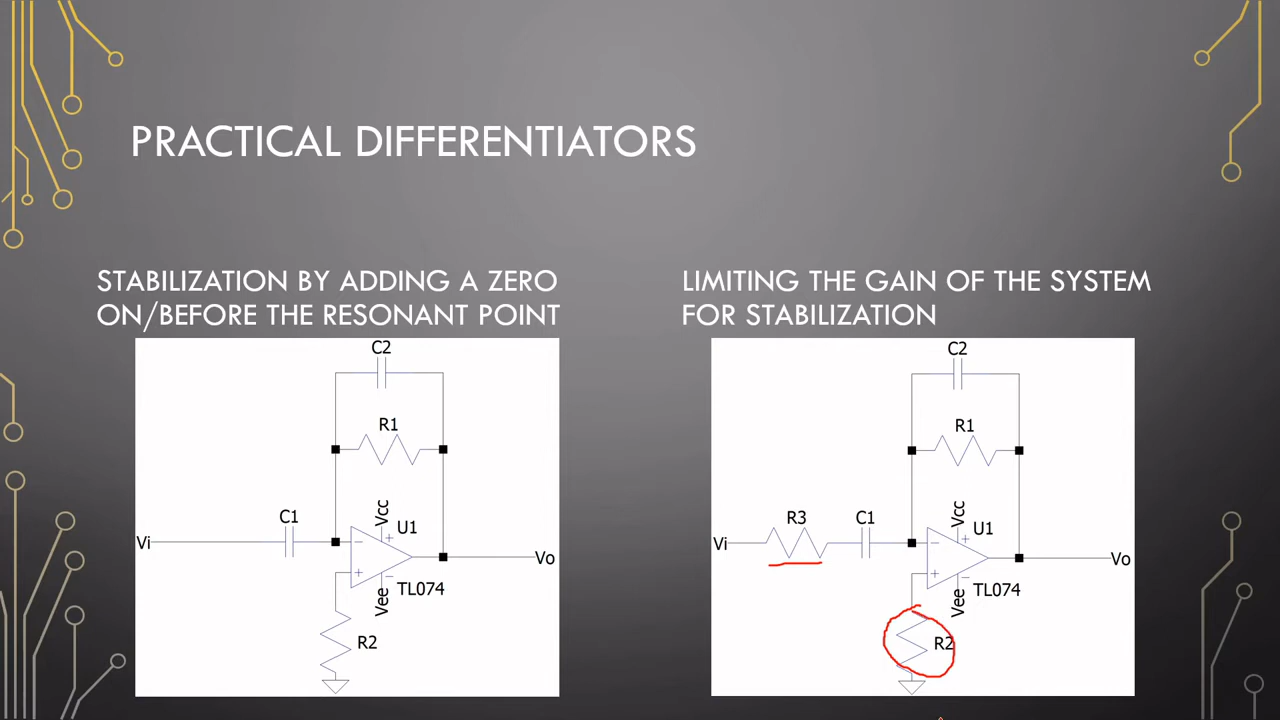 PRACTICAL DIFFERENTIATORS
STABILIZATION BY ADDING A ZERO
ON/BEFORE THE RESONANT POINT
C2
R1
Vcc
U1
C1
Vi
-
+
+
-
Vo
TL074
Vee
R2
LIMITING THE GAIN OF THE SYSTEM
FOR STABILIZATION
C2
R1
Vcc
U1
R3
C1
Vi
-
+
+
-
Vo
TL074
Vee
R2